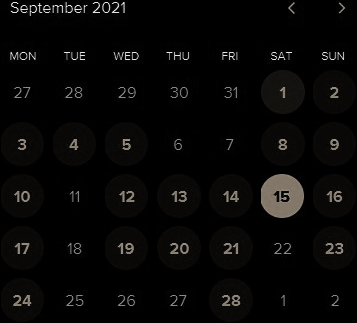 September 2021
MON TUE WED THU FRI SAT SUN
27 28 29 30 31 1 2
3 4 5 6 7 8 9
10 11 12 13 14 15 16
17 18 19 20 21 22 23
24 25 26 27 28 1 2